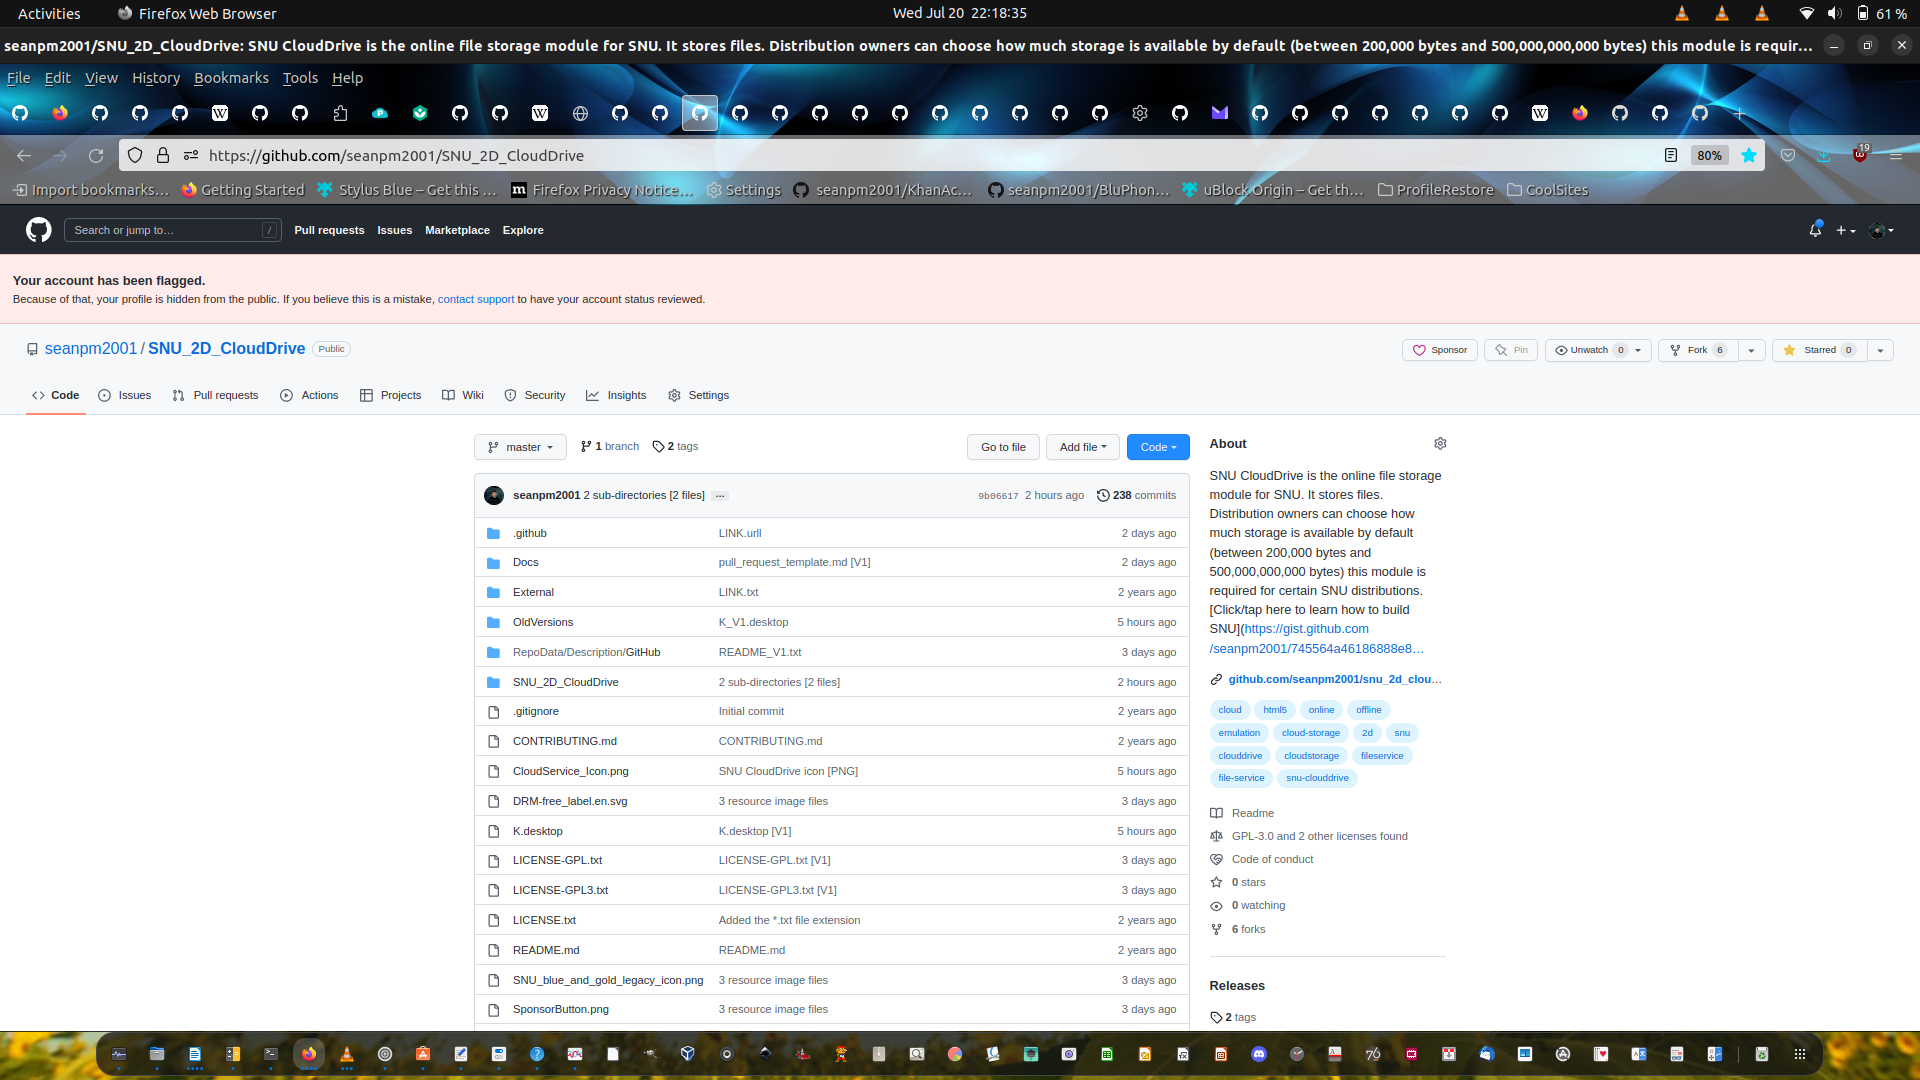 Activities
Firefox Web Browser
Wed Jul 20 22:18:35
61 %
seanpm2001/SNU_2D_CloudDrive: SNU CloudDrive is the online file storage module for SNU. It stores files. Distribution owners can choose how much storage is available by default (between 200,000 bytes and 500,000,000,000 bytes) this module is requir…
File Edit View History Bookmarks Tools Help
https://github.com/seanpm2001/SNU_2D_CloudDrive
80%
19
Import bookmarks…
Getting Started
Stylus Blue – Get this …
Firefox Privacy Notice…
Settings
seanpm2001/KhanAc…
seanpm2001/BluPhon…
uBlock Origin – Get th…
ProfileRestore
CoolSites
Search or jump to…
/
Pull requests Issues Marketplace Explore
Your account has been flagged.
Because of that, your profile is hidden from the public. If you believe this is a mistake, contact support to have your account status reviewed.
seanpm2001 / SNU_2D_CloudDrive Public
Sponsor
Pin
Unwatch 0
Fork 6
Starred 0
Code
Issues
Pull requests
Actions
Projects
Wiki
Security
Insights
Settings
master
1 branch
2 tags
Go to file
Add file
Code
seanpm2001 2 sub-directories [2 files] …
9b06617 2 hours ago
238 commits
.github LINK.urll 2 days ago
Docs pull_request_template.md [V1] 2 days ago
External LINK.txt 2 years ago
OldVersions K_V1.desktop 5 hours ago
RepoData/Description/GitHub README_V1.txt 3 days ago
SNU_2D_CloudDrive 2 sub-directories [2 files] 2 hours ago
.gitignore Initial commit 2 years ago
CONTRIBUTING.md CONTRIBUTING.md 2 years ago
CloudService_Icon.png SNU CloudDrive icon [PNG] 5 hours ago
DRM-free_label.en.svg 3 resource image files 3 days ago
K.desktop K.desktop [V1] 5 hours ago
LICENSE-GPL.txt LICENSE-GPL.txt [V1] 3 days ago
LICENSE-GPL3.txt LICENSE-GPL3.txt [V1] 3 days ago
LICENSE.txt Added the *.txt file extension 2 years ago
README.md README.md 2 years ago
SNU_blue_and_gold_legacy_icon.png 3 resource image files 3 days ago
SponsorButton.png 3 resource image files 3 days ago
About
SNU CloudDrive is the online file storage
module for SNU. It stores files.
Distribution owners can choose how
much storage is available by default
(between 200,000 bytes and
500,000,000,000 bytes) this module is
required for certain SNU distributions.
[Click/tap here to learn how to build
SNU](https://gist.github.com
/seanpm2001/745564a46186888e8…
github.com/seanpm2001/snu_2d_clou…
cloud html5 online offline
emulation cloud-storage 2d snu
clouddrive cloudstorage fileservice
file-service snu-clouddrive
Readme
GPL-3.0 and 2 other licenses found
Code of conduct
0 stars
0 watching
6 forks
Releases
2 tags